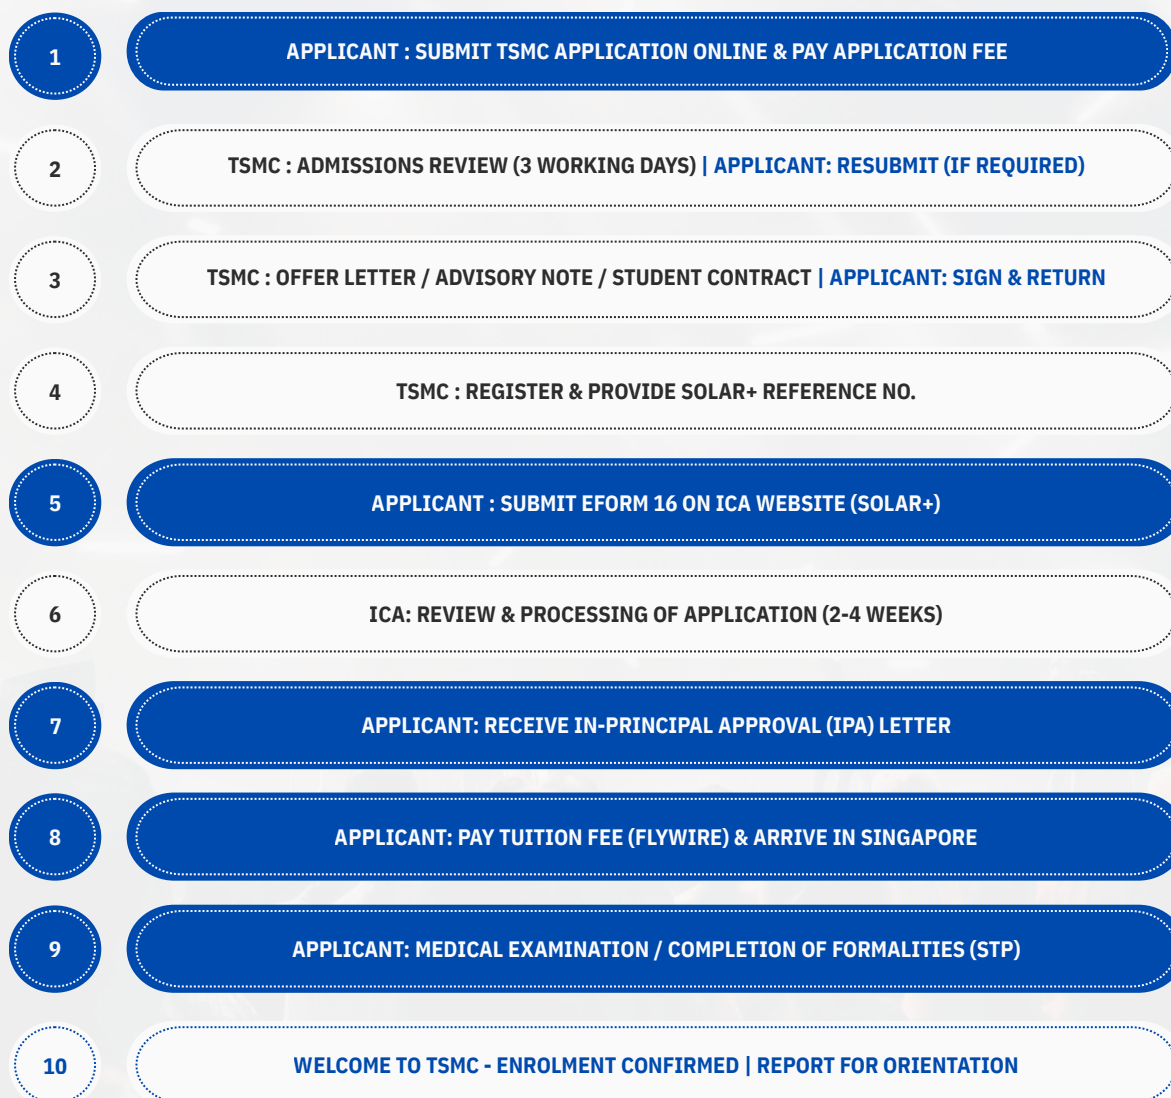 1
APPLICANT : SUBMIT TSMC APPLICATION ONLINE & PAY APPLICATION FEE
2
TSMC : ADMISSIONS REVIEW (3 WORKING DAYS) | APPLICANT: RESUBMIT (IF REQUIRED)
3
TSMC : OFFER LETTER / ADVISORY NOTE / STUDENT CONTRACT | APPLICANT: SIGN & RETURN
4
TSMC : REGISTER & PROVIDE SOLAR+ REFERENCE NO.
5
APPLICANT : SUBMIT EFORM 16 ON ICA WEBSITE (SOLAR+)
6
ICA: REVIEW & PROCESSING OF APPLICATION (2-4 WEEKS)
7
APPLICANT: RECEIVE IN-PRINCIPAL APPROVAL (IPA) LETTER
8
APPLICANT: PAY TUITION FEE (FLYWIRE) & ARRIVE IN SINGAPORE
9
APPLICANT: MEDICAL EXAMINATION / COMPLETION OF FORMALITIES (STP)
10
WELCOME TO TSMC - ENROLMENT CONFIRMED | REPORT FOR ORIENTATION